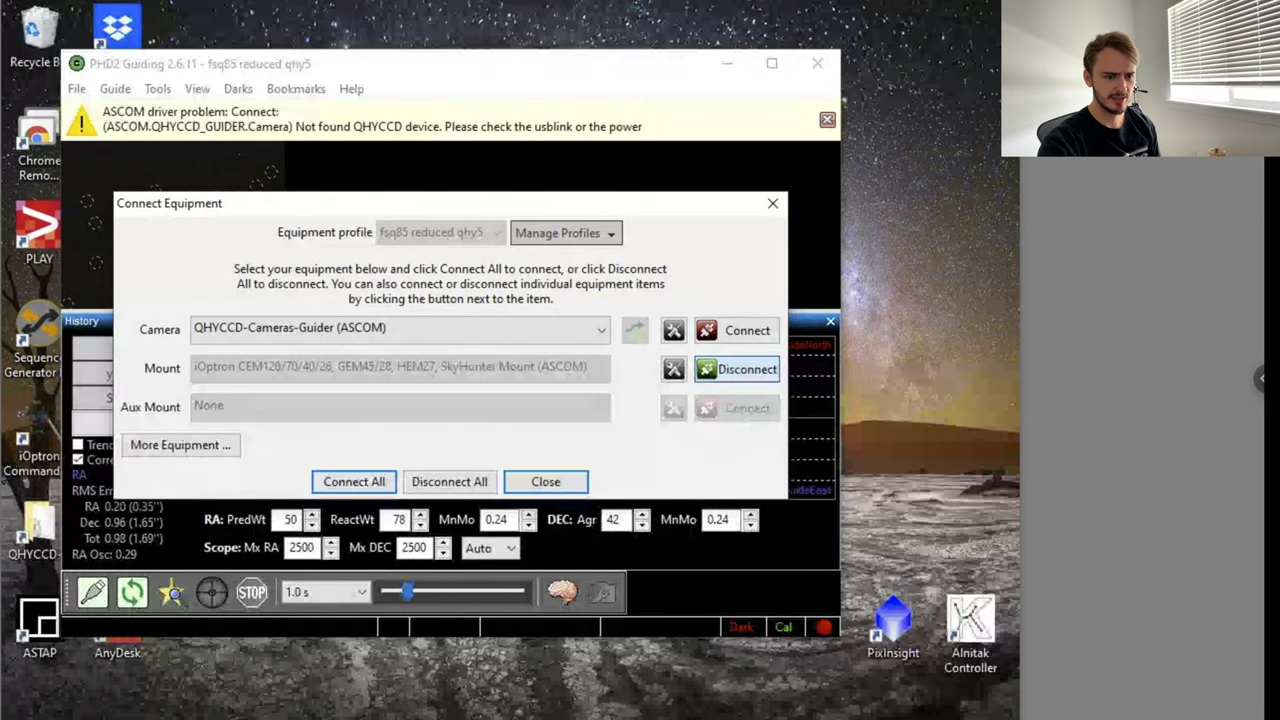 Recycle B
PHD2 Guiding 2.6.11 - fsq85 reduced qhy5
File Guide Tools View Darks Bookmarks Help
ASCOM driver problem: Connect:
(ASCOM.QHYCCD_GUIDER.Camera) Not found QHYCCD device. Please check the usblink or the power
Chrome
Remo...
Connect Equipment
Equipment profile fsq85 reduced qhy5 Manage Profiles
PLAY
Select your equipment below and click Connect All to connect, or click Disconnect
All to disconnect. You can also connect or disconnect individual equipment items
by clicking the button next to the item.
History
Camera QHYCCD-Cameras-Guider (ASCOM) Connect
Mount iOptron CEM120/70/40/26, GEM45/28, HEM27, SkyHunter Mount (ASCOM) Disconnect
Aux Mount None Connect
Sequenc
Generator
More Equipment ...
Tren
Corre
RA
RMS Er
Connect All Disconnect All Close
uideEast
iOptron
Comman...
RA 0.20 (0.35")
Dec 0.96 (1.65")
Tot 0.98 (1.69")
RA Osc: 0.29
RA: PredWt 50 ReactWt 78 MnMo 0.24 DEC: Agr 42 MnMo 0.24
Scope: Mx RA 2500 Mx DEC 2500 Auto
QHYCCD-
STOP 1.0 s
Dark Cal
ASTAP
AnyDesk
PixInsight
Alnitak
Controller